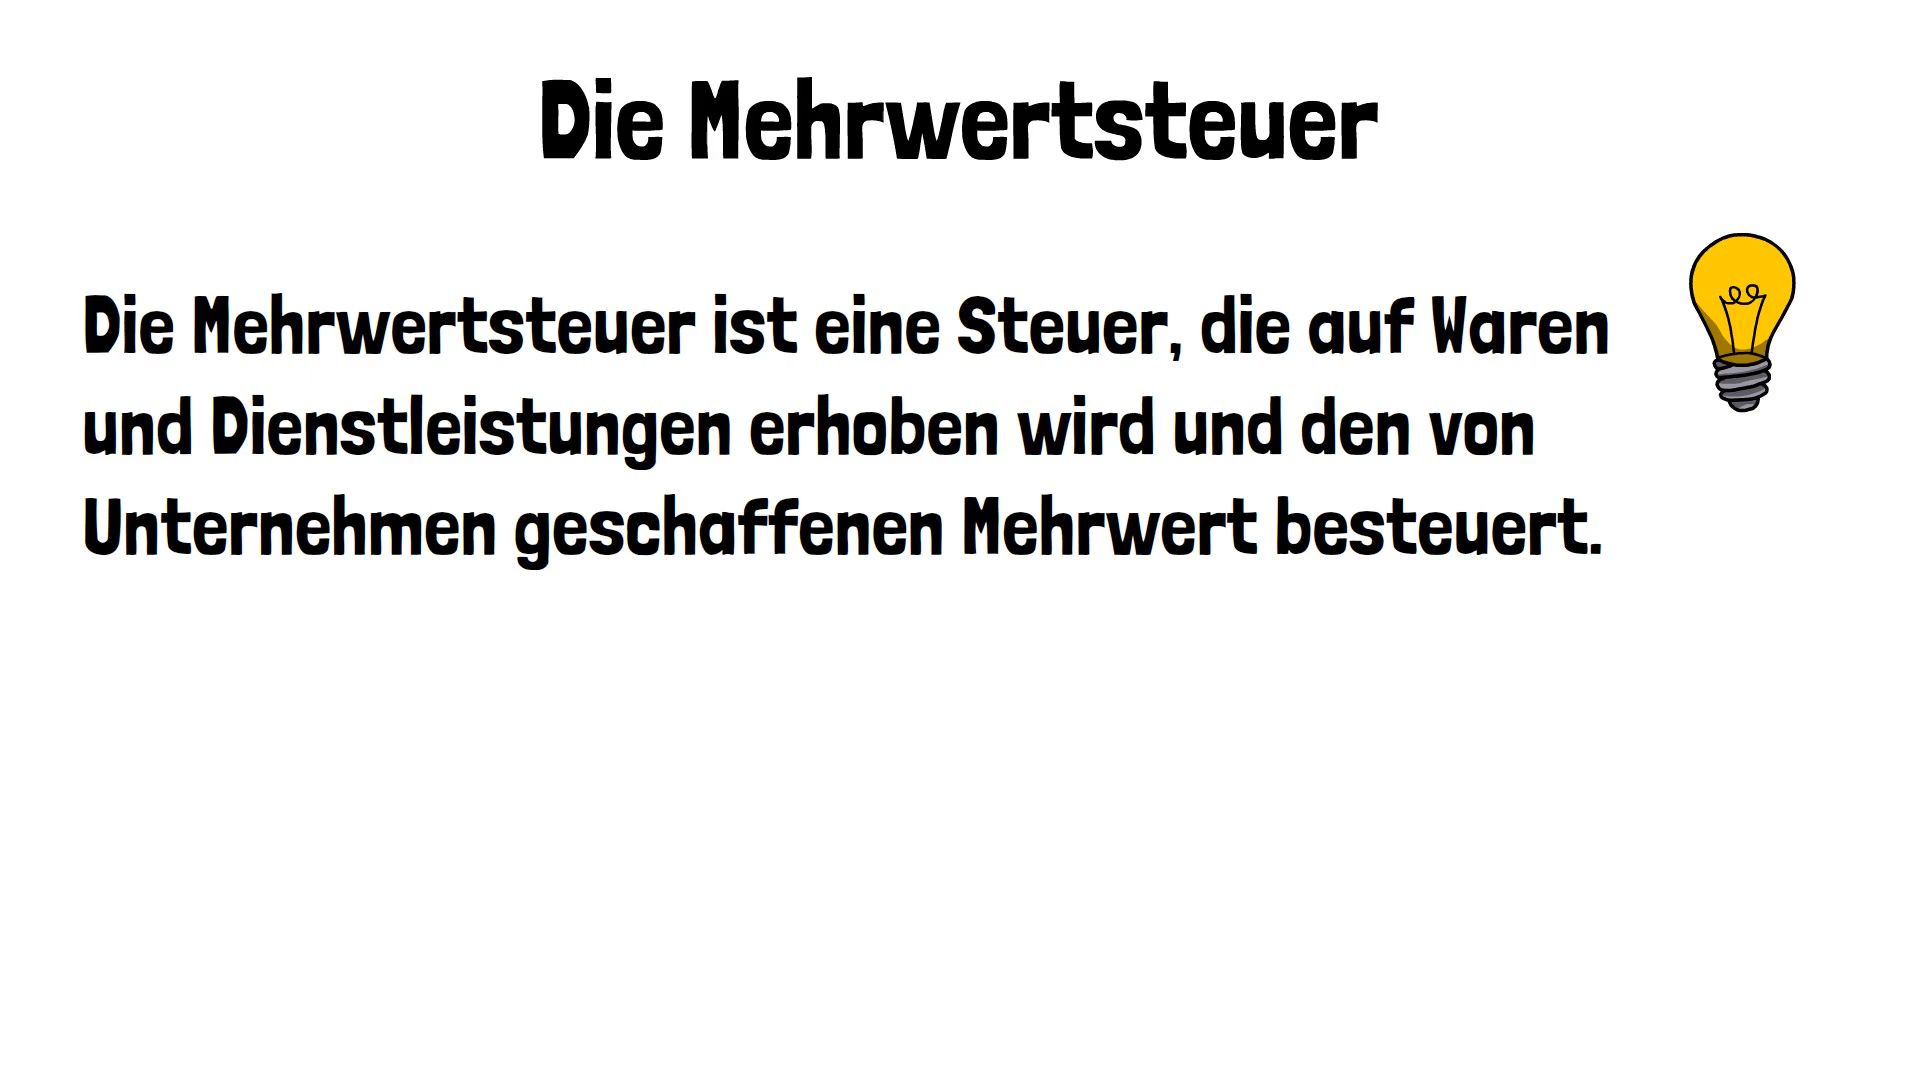 Die Mehrwertsteuer
Die Mehrwertsteuer ist eine Steuer, die auf Waren
und Dienstleistungen erhoben wird und den von
Unternehmen geschaffenen Mehrwert besteuert.